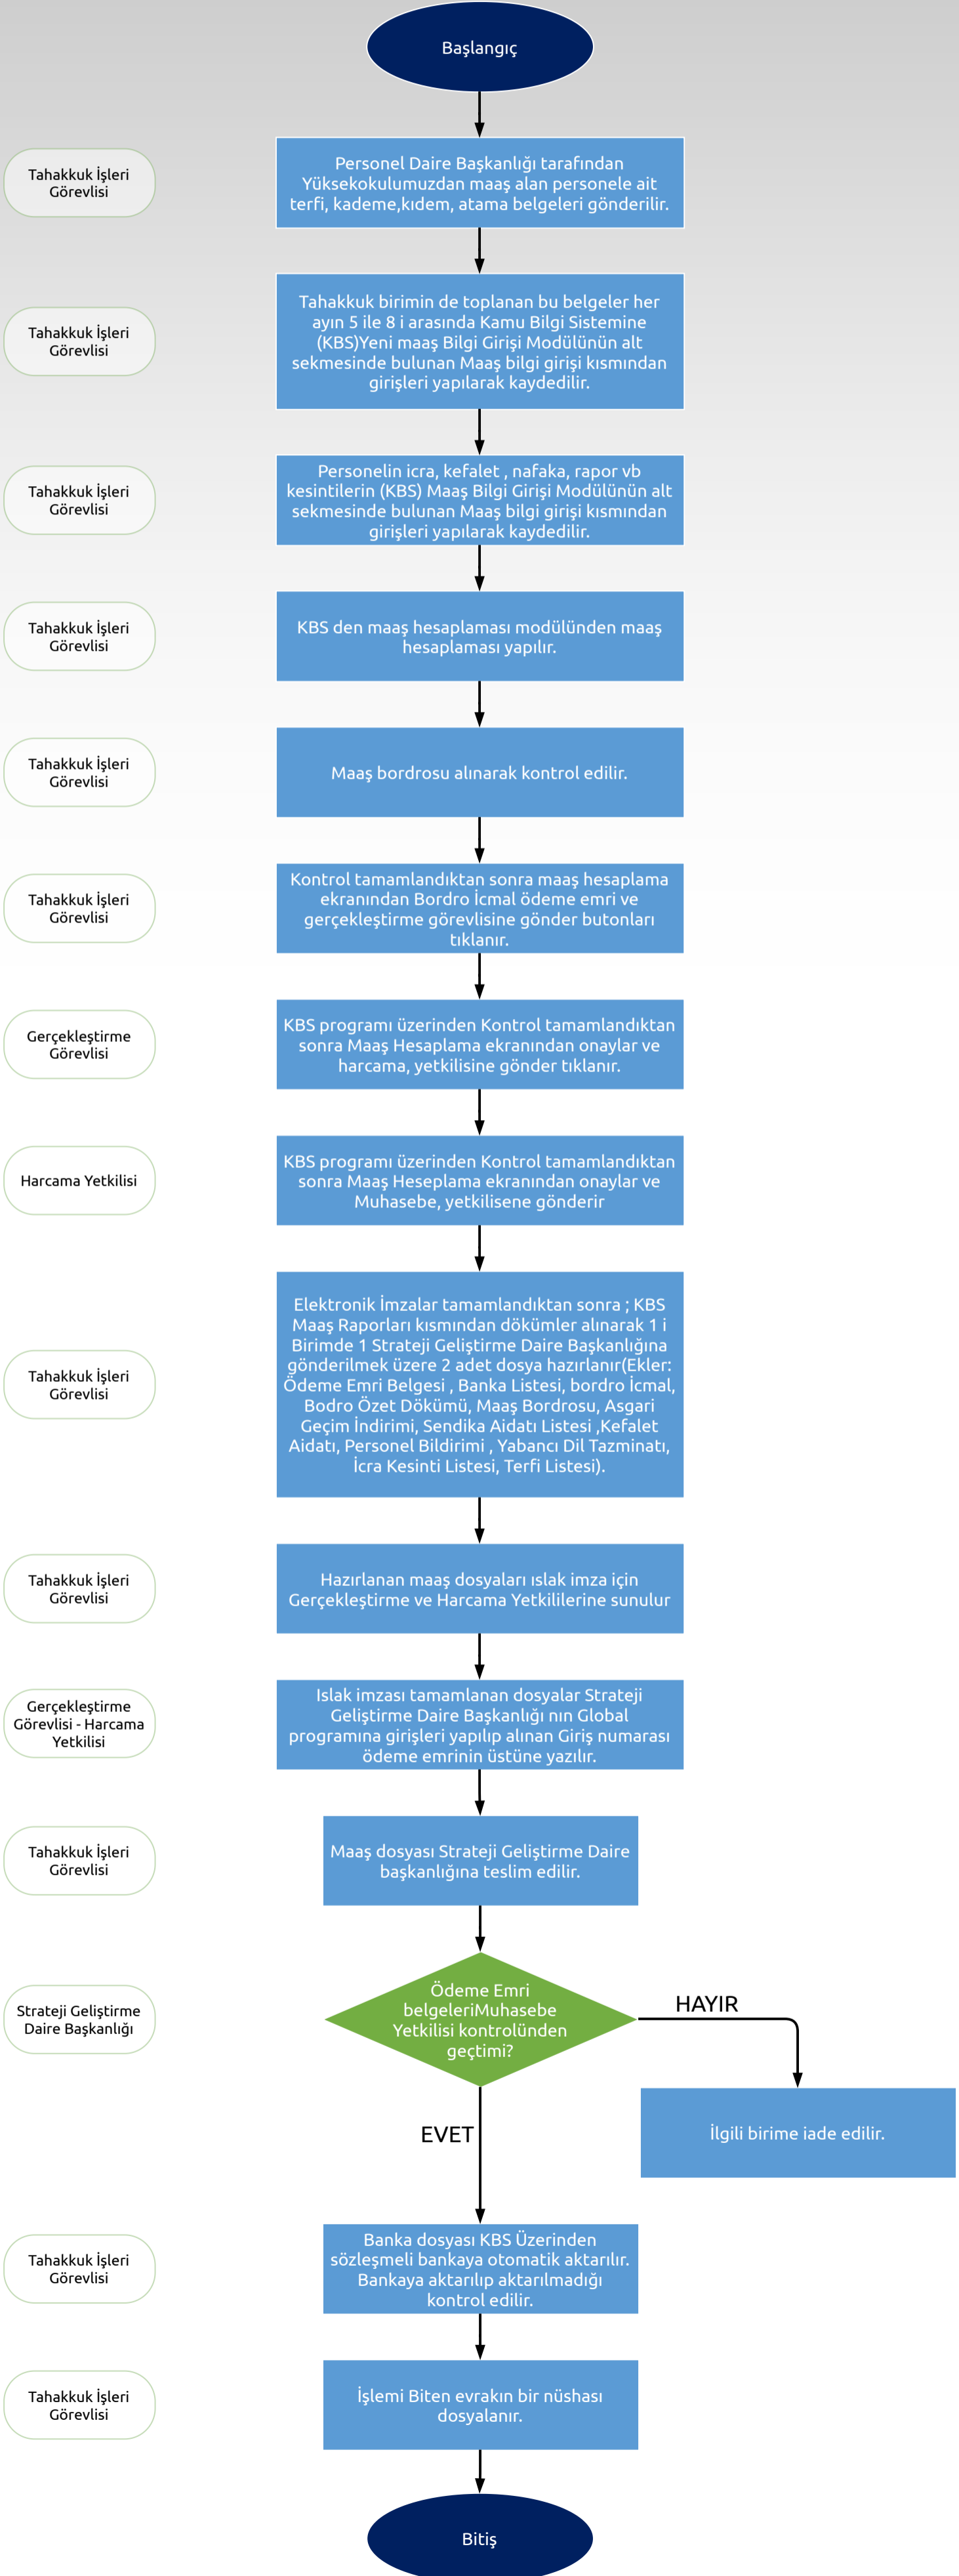 Başlangıç
Tahakkuk İşleri
Görevlisi
Personel Daire Başkanlığı tarafından
Yüksekokulumuzdan maaş alan personele ait
terfi, kademe,kıdem, atama belgeleri gönderilir.
Tahakkuk İşleri
Görevlisi
Tahakkuk birimin de toplanan bu belgeler her
ayın 5 ile 8 i arasında Kamu Bilgi Sistemine
(KBS)Yeni maaş Bilgi Girişi Modülünün alt
sekmesinde bulunan Maaş bilgi girişi kısmından
girişleri yapılarak kaydedilir.
Tahakkuk İşleri
Görevlisi
Personelin icra, kefalet , nafaka, rapor vb
kesintilerin (KBS) Maaş Bilgi Girişi Modülünün alt
sekmesinde bulunan Maaş bilgi girişi kısmından
girişleri yapılarak kaydedilir.
Tahakkuk İşleri
Görevlisi
KBS den maaş hesaplaması modülünden maaş
hesaplaması yapılır.
Tahakkuk İşleri
Görevlisi
Maaş bordrosu alınarak kontrol edilir.
Tahakkuk İşleri
Görevlisi
Kontrol tamamlandıktan sonra maaş hesaplama
ekranından Bordro İcmal ödeme emri ve
gerçekleştirme görevlisine gönder butonları
tıklanır.
Gerçekleştirme
Görevlisi
KBS programı üzerinden Kontrol tamamlandıktan
sonra Maaş Hesaplama ekranından onaylar ve
harcama, yetkilisine gönder tıklanır.
Harcama Yetkilisi
KBS programı üzerinden Kontrol tamamlandıktan
sonra Maaş Heseplama ekranından onaylar ve
Muhasebe, yetkilisene gönderir
Tahakkuk İşleri
Görevlisi
Elektronik İmzalar tamamlandıktan sonra ; KBS
Maaş Raporları kısmından dökümler alınarak 1 i
Birimde 1 Strateji Geliştirme Daire Başkanlığına
gönderilmek üzere 2 adet dosya hazırlanır(Ekler:
Ödeme Emri Belgesi , Banka Listesi, bordro İcmal,
Bodro Özet Dökümü, Maaş Bordrosu, Asgari
Geçim İndirimi, Sendika Aidatı Listesi ,Kefalet
Aidatı, Personel Bildirimi , Yabancı Dil Tazminatı,
İcra Kesinti Listesi, Terfi Listesi).
Tahakkuk İşleri
Görevlisi
Hazırlanan maaş dosyaları ıslak imza için
Gerçekleştirme ve Harcama Yetkililerine sunulur
Gerçekleştirme
Görevlisi - Harcama
Yetkilisi
Islak imzası tamamlanan dosyalar Strateji
Geliştirme Daire Başkanlığı nın Global
programına girişleri yapılıp alınan Giriş numarası
ödeme emrinin üstüne yazılır.
Tahakkuk İşleri
Görevlisi
Maaş dosyası Strateji Geliştirme Daire
başkanlığına teslim edilir.
Strateji Geliştirme
Daire Başkanlığı
Ödeme Emri
belgeleriMuhasebe
Yetkilisi kontrolünden
geçtimi?
HAYIR
İlgili birime iade edilir.
EVET
Tahakkuk İşleri
Görevlisi
Banka dosyası KBS Üzerinden
sözleşmeli bankaya otomatik aktarılır.
Bankaya aktarılıp aktarılmadığı
kontrol edilir.
Tahakkuk İşleri
Görevlisi
İşlemi Biten evrakın bir nüshası
dosyalanır.
Bitiş